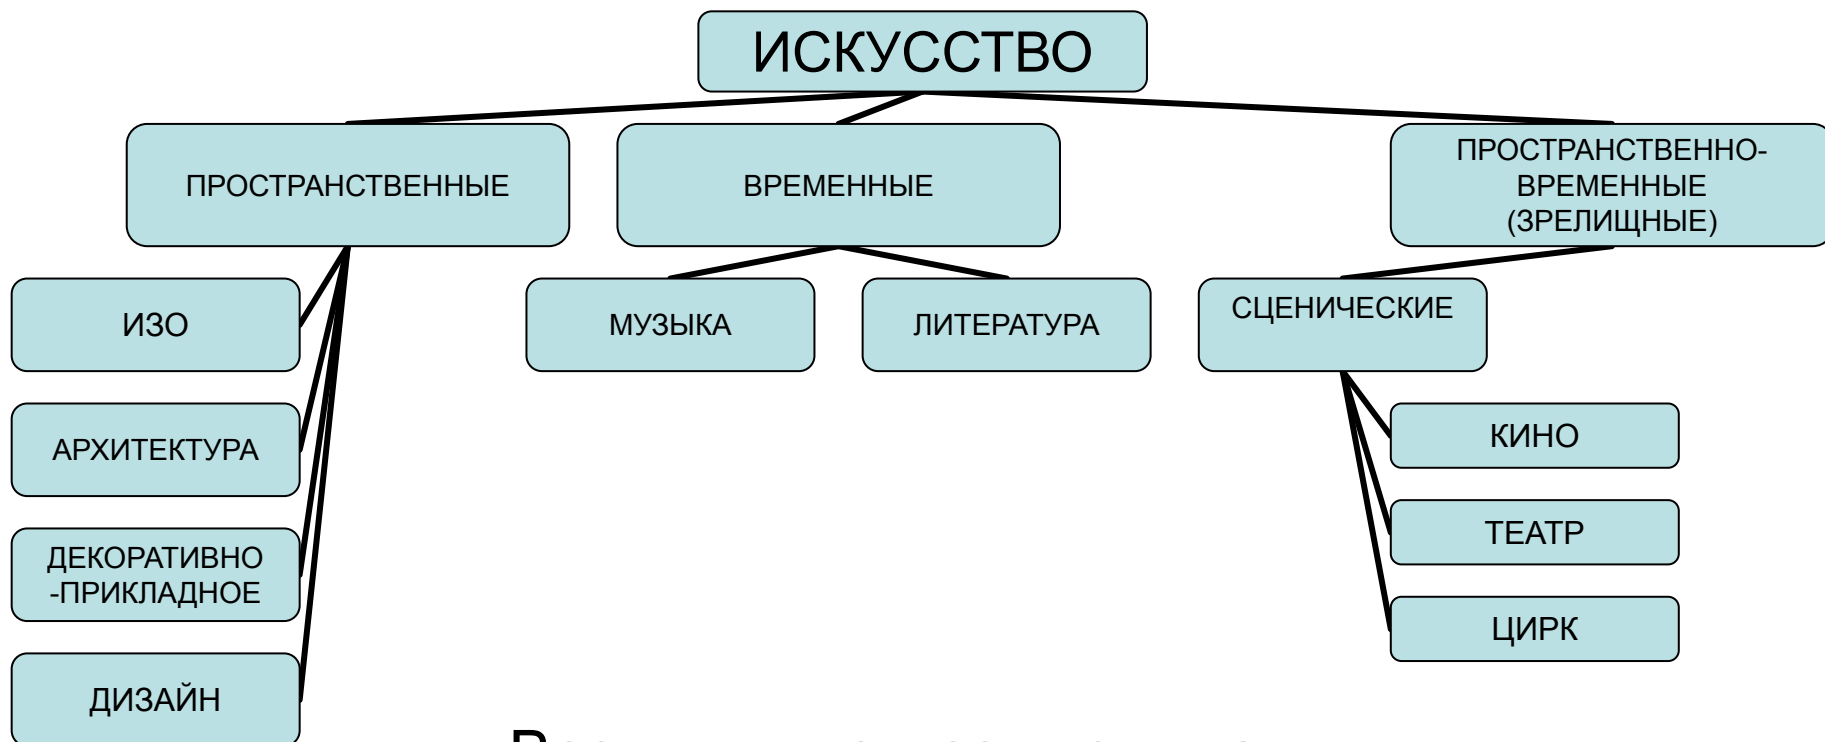 ИСКУССТВО
ПРОСТРАНСТВЕННЫЕ
ВРЕМЕННЫЕ
ПРОСТРАНСТВЕННО-
ВРЕМЕННЫЕ
(ЗРЕЛИЩНЫЕ)
ИЗО
АРХИТЕКТУРА
ДЕКОРАТИВНО
-ПРИКЛАДНОЕ
ДИЗАЙН
МУЗЫКА
ЛИТЕРАТУРА
СЦЕНИЧЕСКИЕ
КИНО
ТЕАТР
ЦИРК